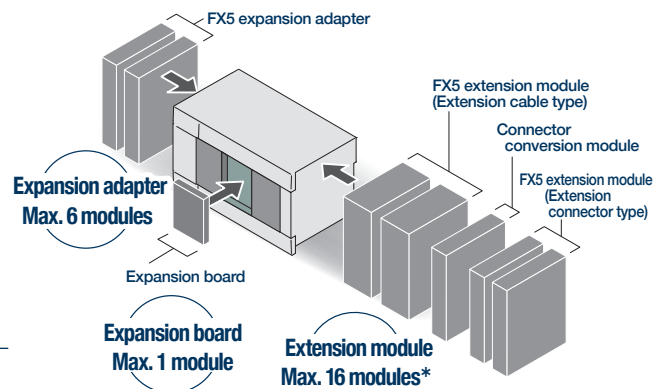 FX5 expansion adapter
FX5 extension module
(Extension cable type)
Connector
conversion module
FX5 extension module
(Extension
connector type)
Expansion adapter
Max. 6 modules
Expansion board
Expansion board
Max. 1 module
Extension module
Max. 16 modules*